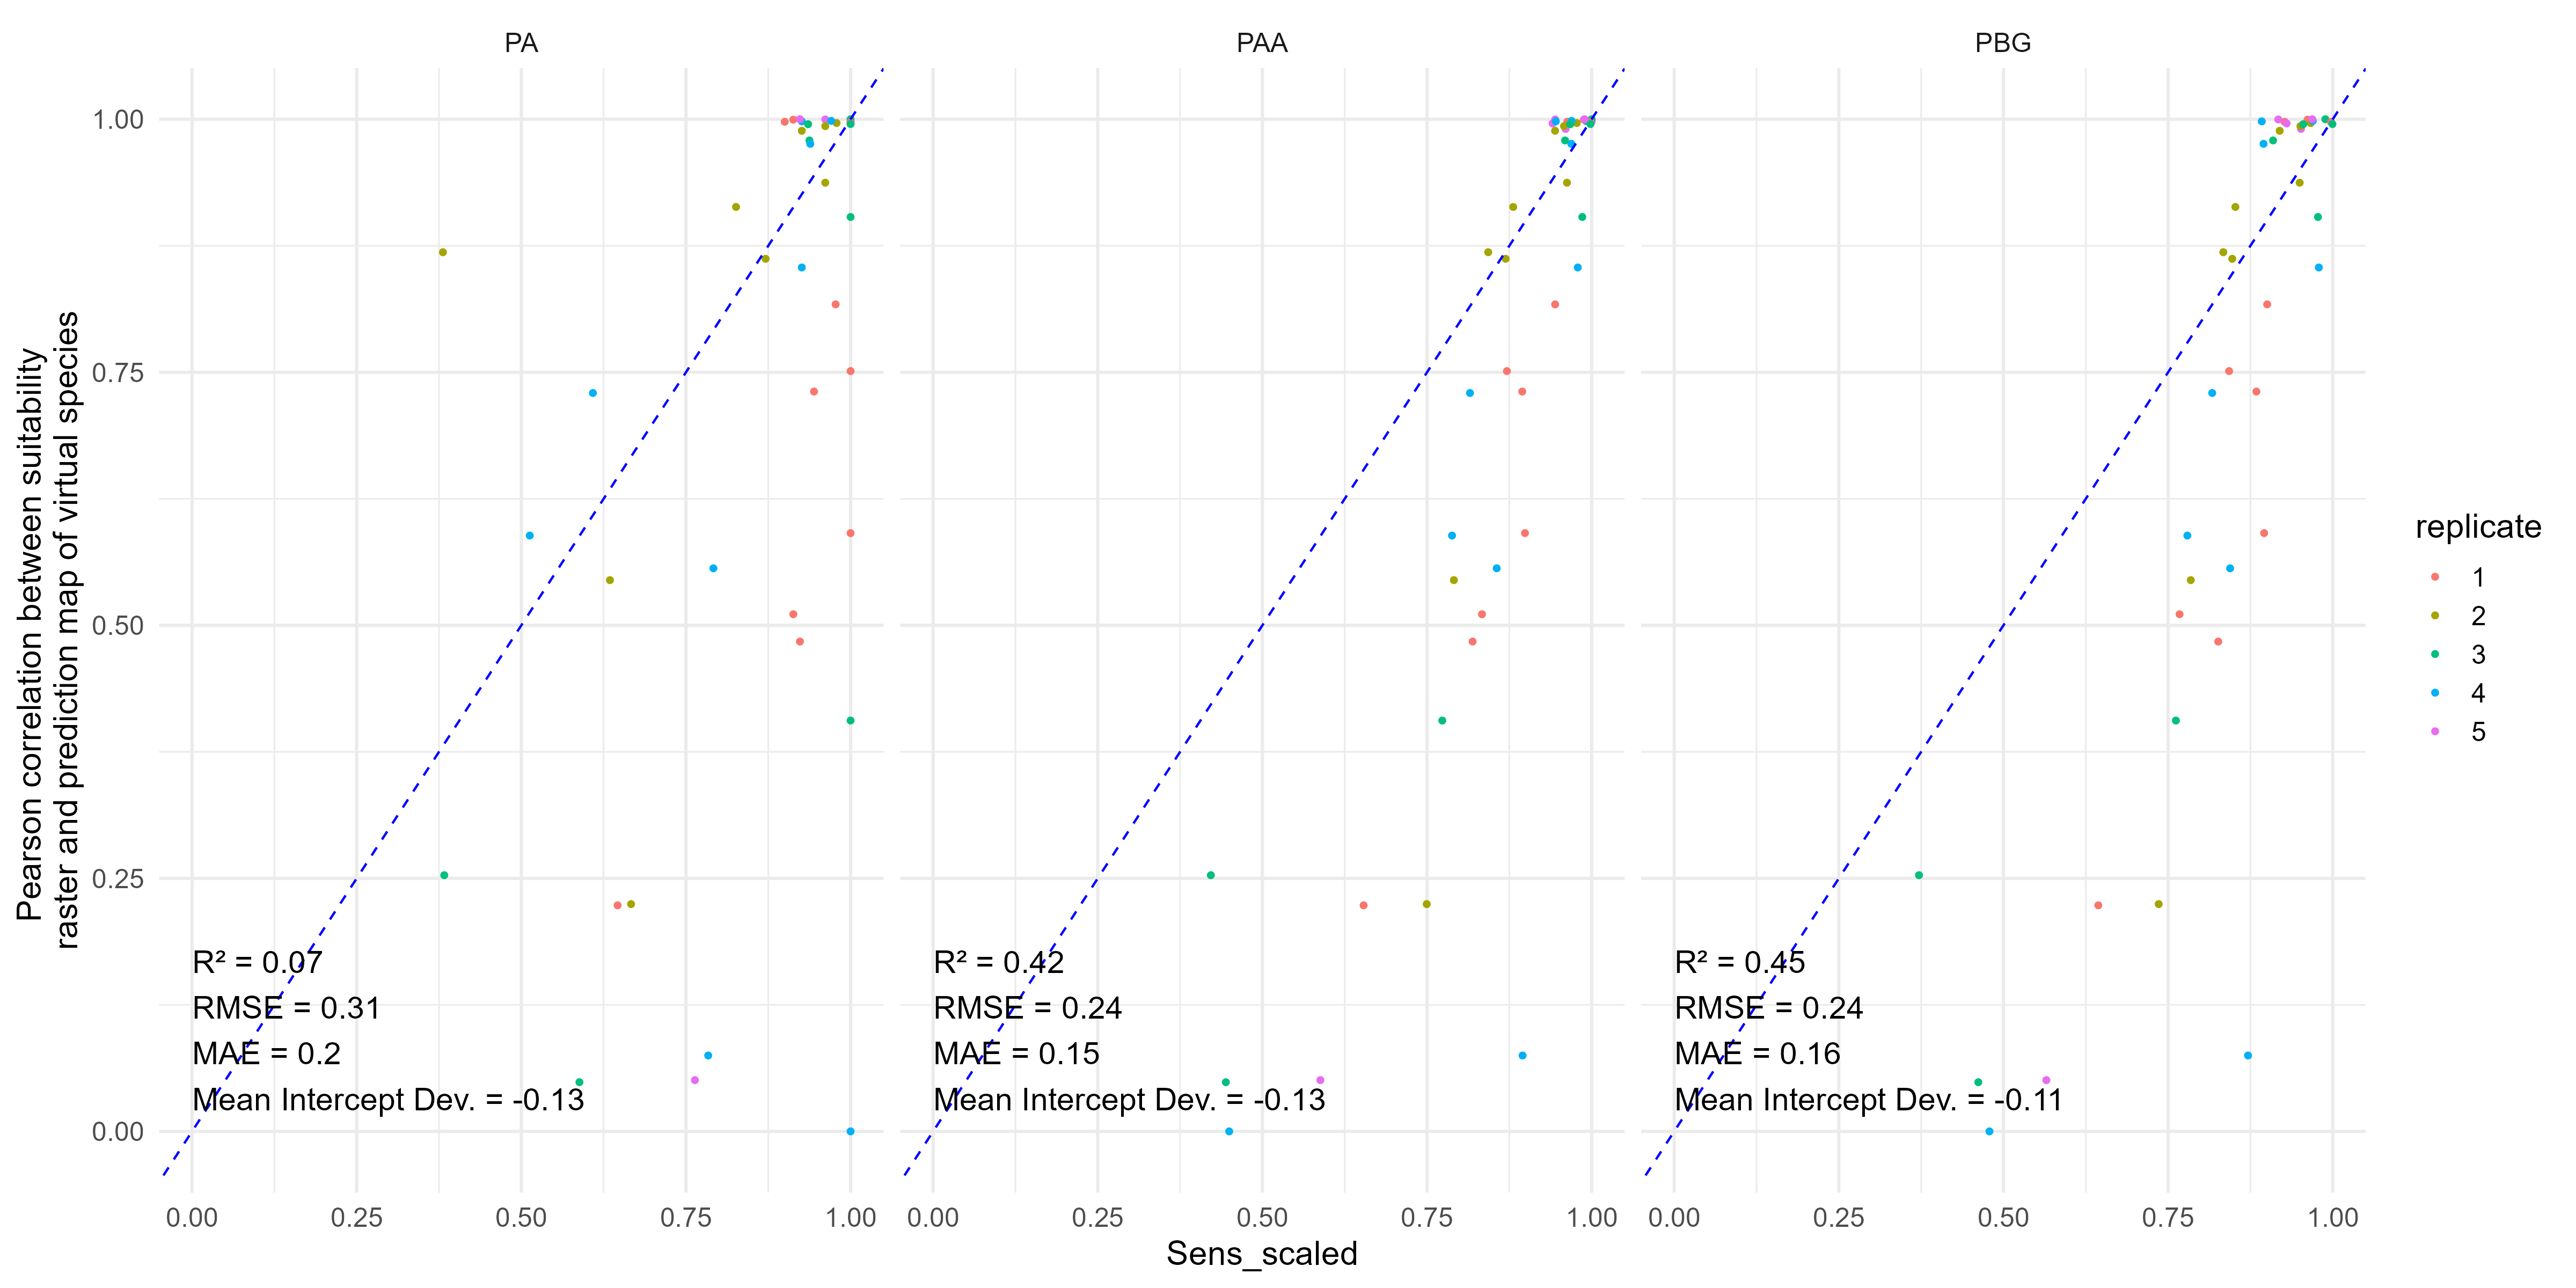 PA
PAA
PBG
Pearson correlation between suitability
raster and prediction map of virtual species
1.00
0.75
0.50
0.25
0.00
R² = 0.07
RMSE = 0.31
MAE = 0.2
Mean Intercept Dev. = -0.13
R² = 0.42
RMSE = 0.24
MAE = 0.15
Mean Intercept Dev. = -0.13
R² = 0.45
RMSE = 0.24
MAE = 0.16
Mean Intercept Dev. = -0.11
0.00 0.25 0.50 0.75 1.00
0.00 0.25 0.50 0.75 1.00
0.00 0.25 0.50 0.75 1.00
Sens_scaled
replicate
1
2
3
4
5